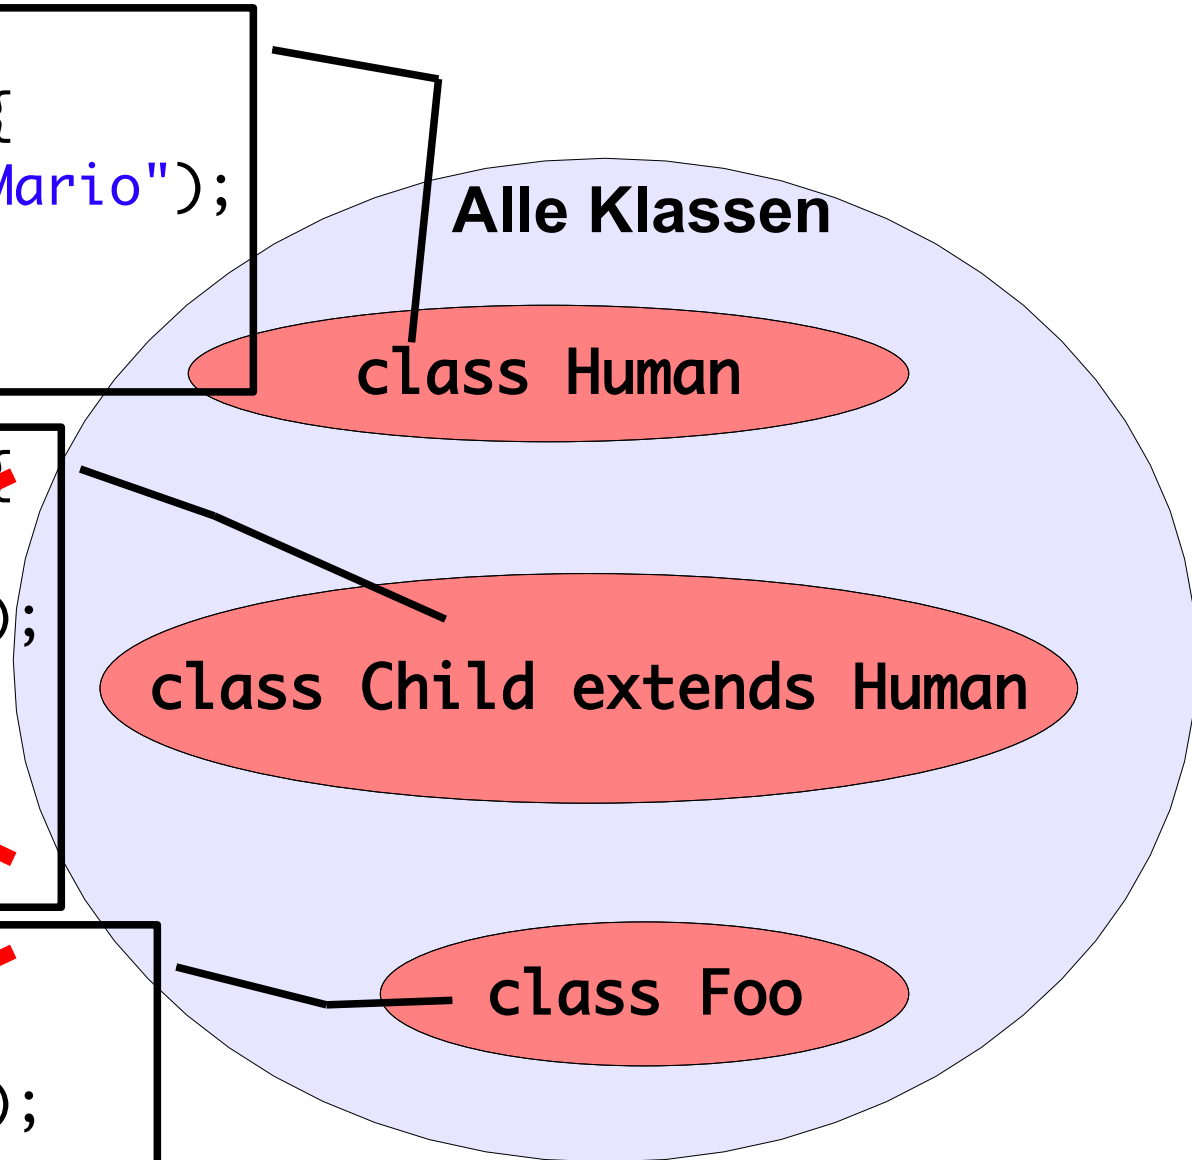 {
Mario");
Alle Klassen
class Human
{
);
class Child extends Human
class Foo
);